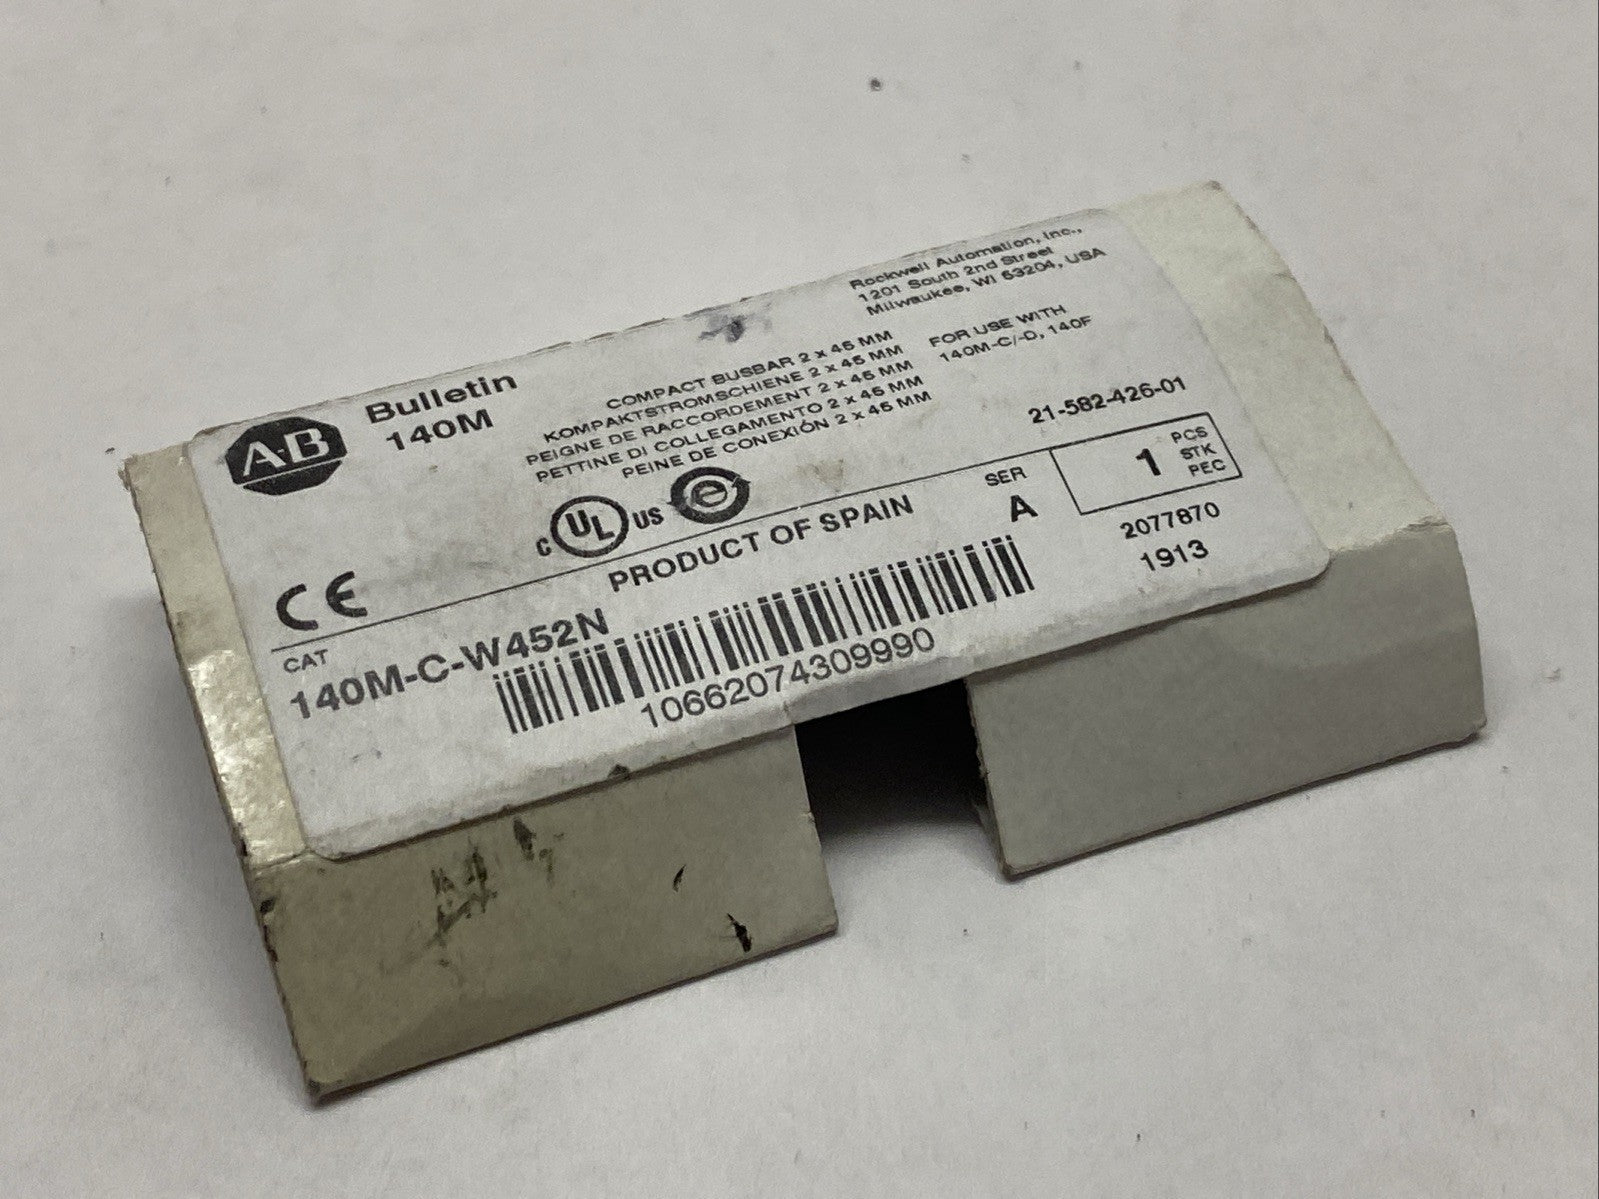 A-B
Bulletin
140M
COMPACT BUSBAR 2 x 45 MM
KOMPAKTSTROMSCHIENE 2 x 45 MM
PEIGNE DE RACCORDEMENT 2 x 45 MM
PETTINE DI COLLEGAMENTO 2 x 45 MM
PEINE DE CONEXIÓN 2 x 45 MM
Rockwell Automation, Inc.,
1201 South 2nd Street
Milwaukee, WI 53204, USA
FOR USE WITH
140M-C/-D, 140F
21-582-426-01
CE
C UL US e
PRODUCT OF SPAIN
SER
A
1
PCS
STK
PEC
2077870
1913
CAT
140M-C-W452N
10662074309990